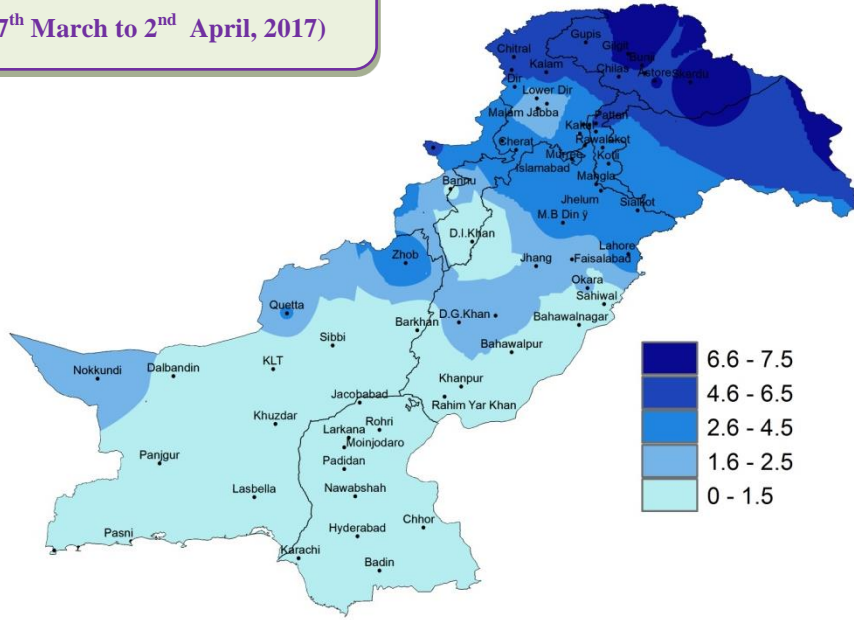 7th March to 2nd April, 2017)
Gupis
Chitral
Gilgit
Kalam
Bunji
Chilas
Astore
Skardu
Dir
Lower Dir
Malam Jabba
Pattan
Kakul
Cherat
Rawalakot
Murree
Islamabad
Kotli
Bannu
Mangla
Jhelum
Sialkot
M.B Din ÿ
D.I.Khan
Lahore
Zhob
Jhang
Faisalabad
Okara
Sahiwal
Quetta
D.G.Khan
Bahawalnagar
Barkhan
Sibbi
Bahawalpur
6.6 - 7.5
KLT
Nokkundi
Dalbandin
Khanpur
4.6 - 6.5
Jacobabad
Rahim Yar Khan
2.6 - 4.5
Khuzdar
Rohri
Larkana
Moinjodaro
1.6 - 2.5
Panjgur
Padidan
Lasbella
Nawabshah
0 - 1.5
Chhor
Pasni
Hyderabad
Karachi
Badin